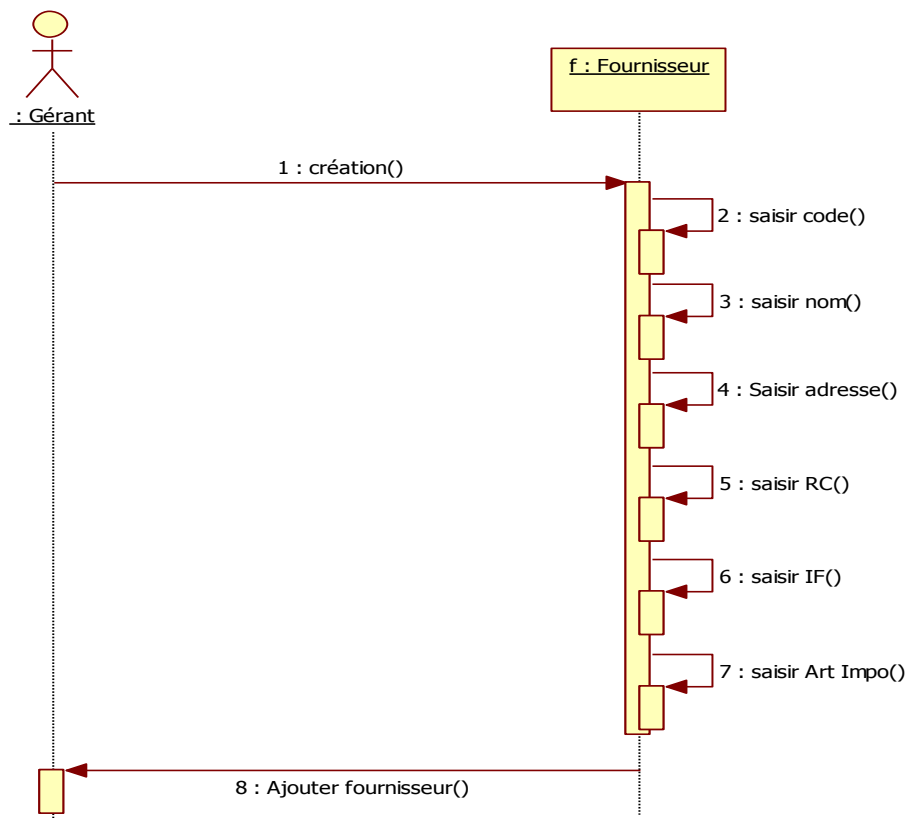 : Gérant
f : Fournisseur
1 : création()
2 : saisir code()
3 : saisir nom()
4 : Saisir adresse()
5 : saisir RC()
6 : saisir IF()
7 : saisir Art Impo()
8 : Ajouter fournisseur()